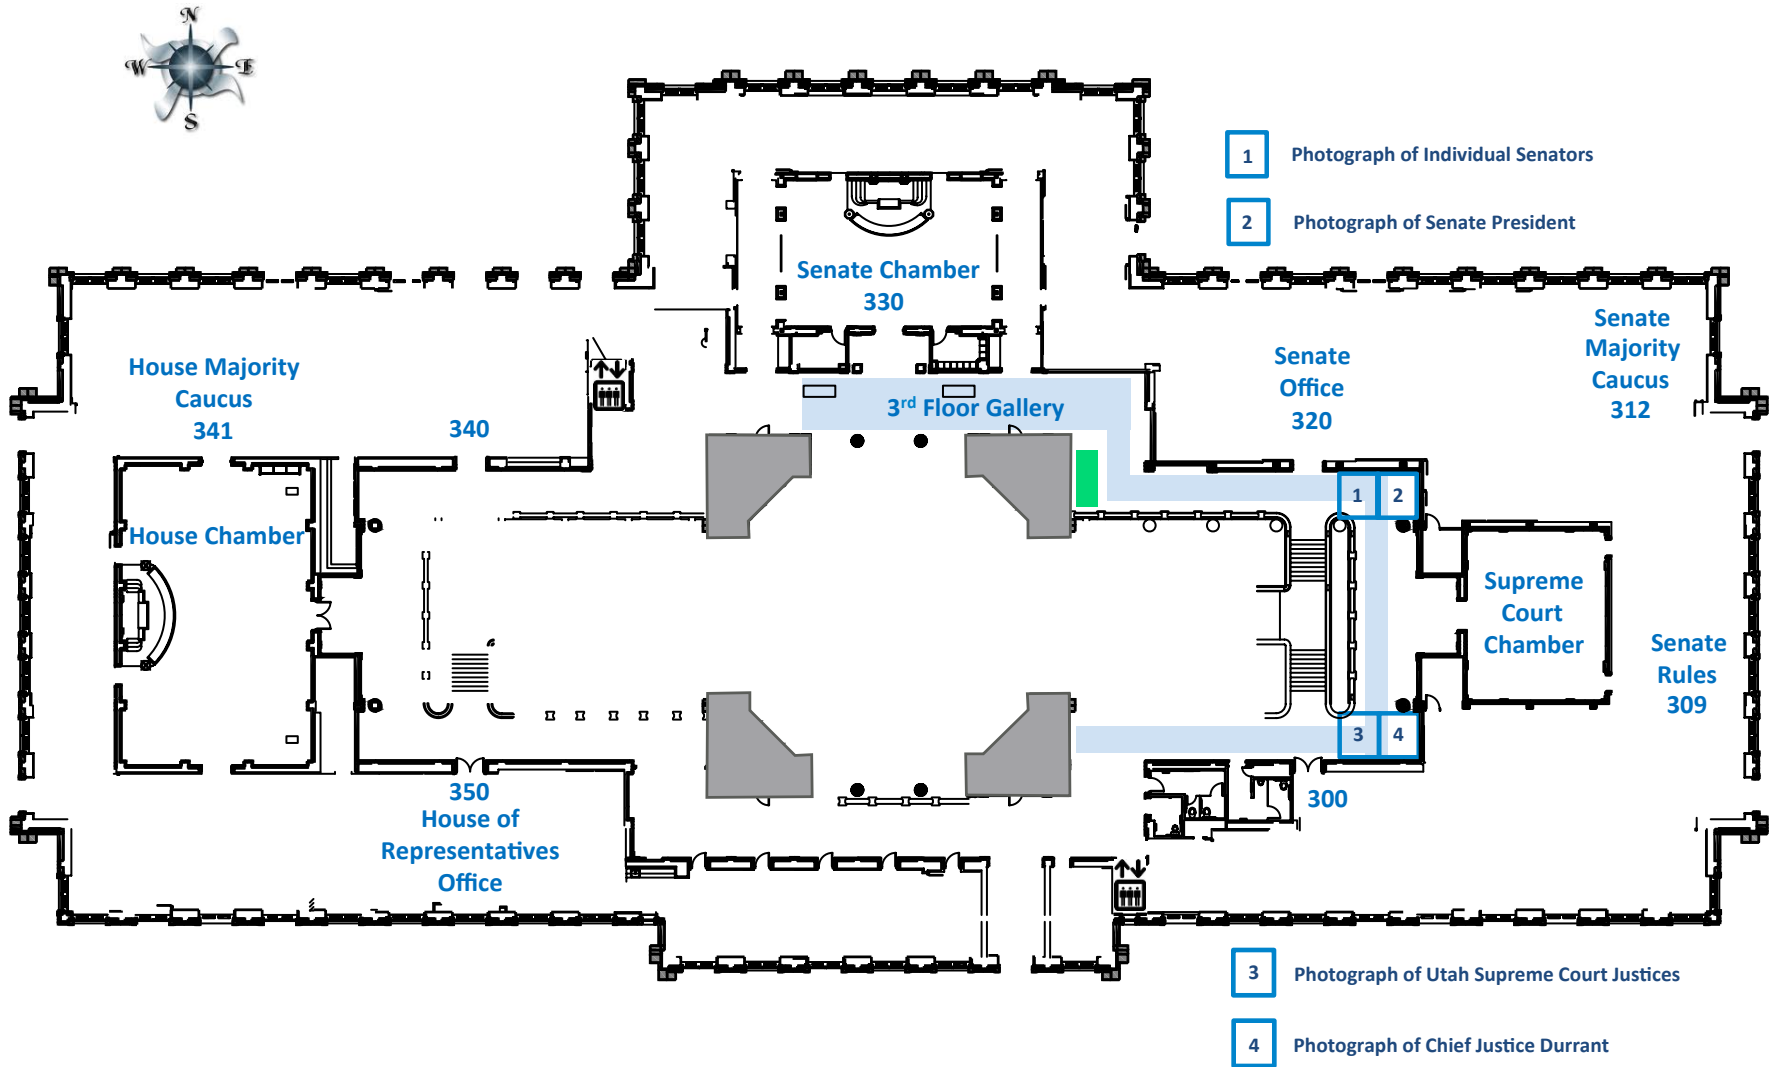 N
W E
S
1 Photograph of Individual Senators
2 Photograph of Senate President
Senate Chamber
330
Senate
Majority
Caucus
312
Senate
Office
320
House Majority
Caucus
341
340
3rd Floor Gallery
1 2
House Chamber
Supreme
Court
Chamber
Senate
Rules
309
3 4
350
House of
Representatives
Office
300
3 Photograph of Utah Supreme Court Justices
4 Photograph of Chief Justice Durrant